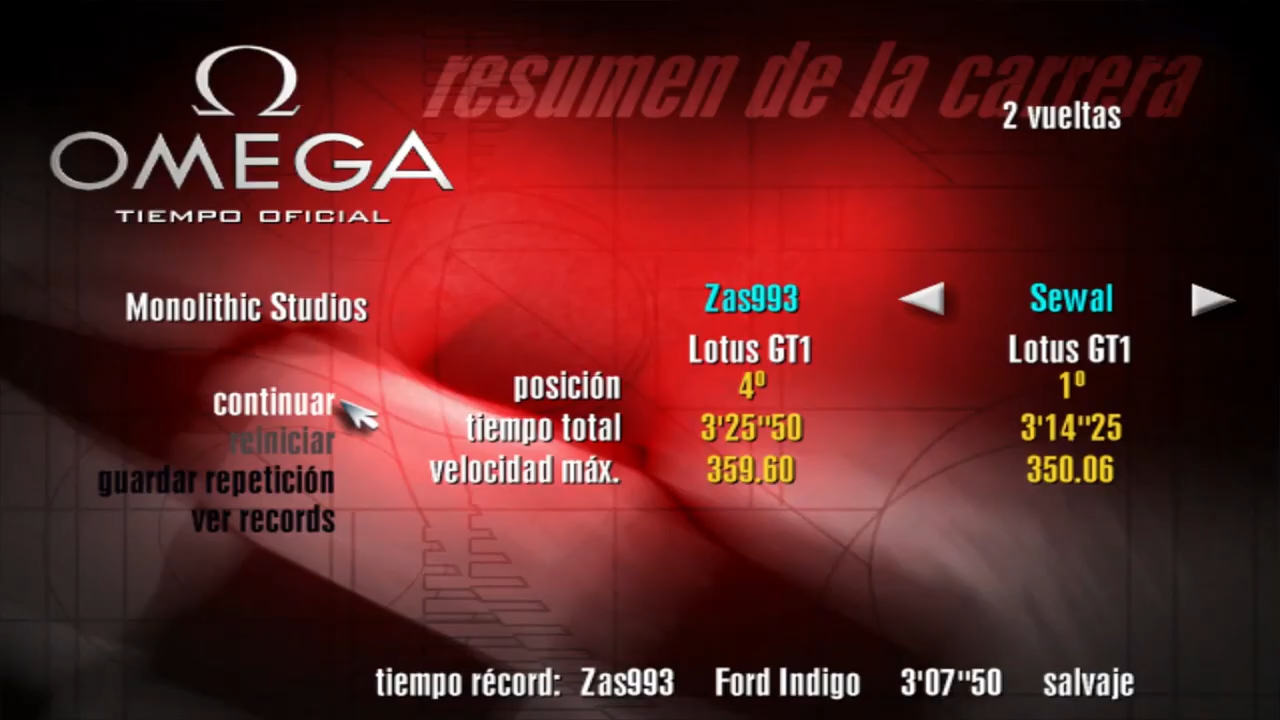 resumen de la carrera
2 vueltas
Ω
OMEGA
TIEMPO OFICIAL
Monolithic Studios
Zas993 Sewal
Lotus GT1 Lotus GT1
posición 4º 1º
tiempo total 3'25"50 3'14"25
velocidad máx. 359.60 350.06
continuar
reiniciar
guardar repetición
ver records
tiempo récord: Zas993 Ford Indigo 3'07"50 salvaje